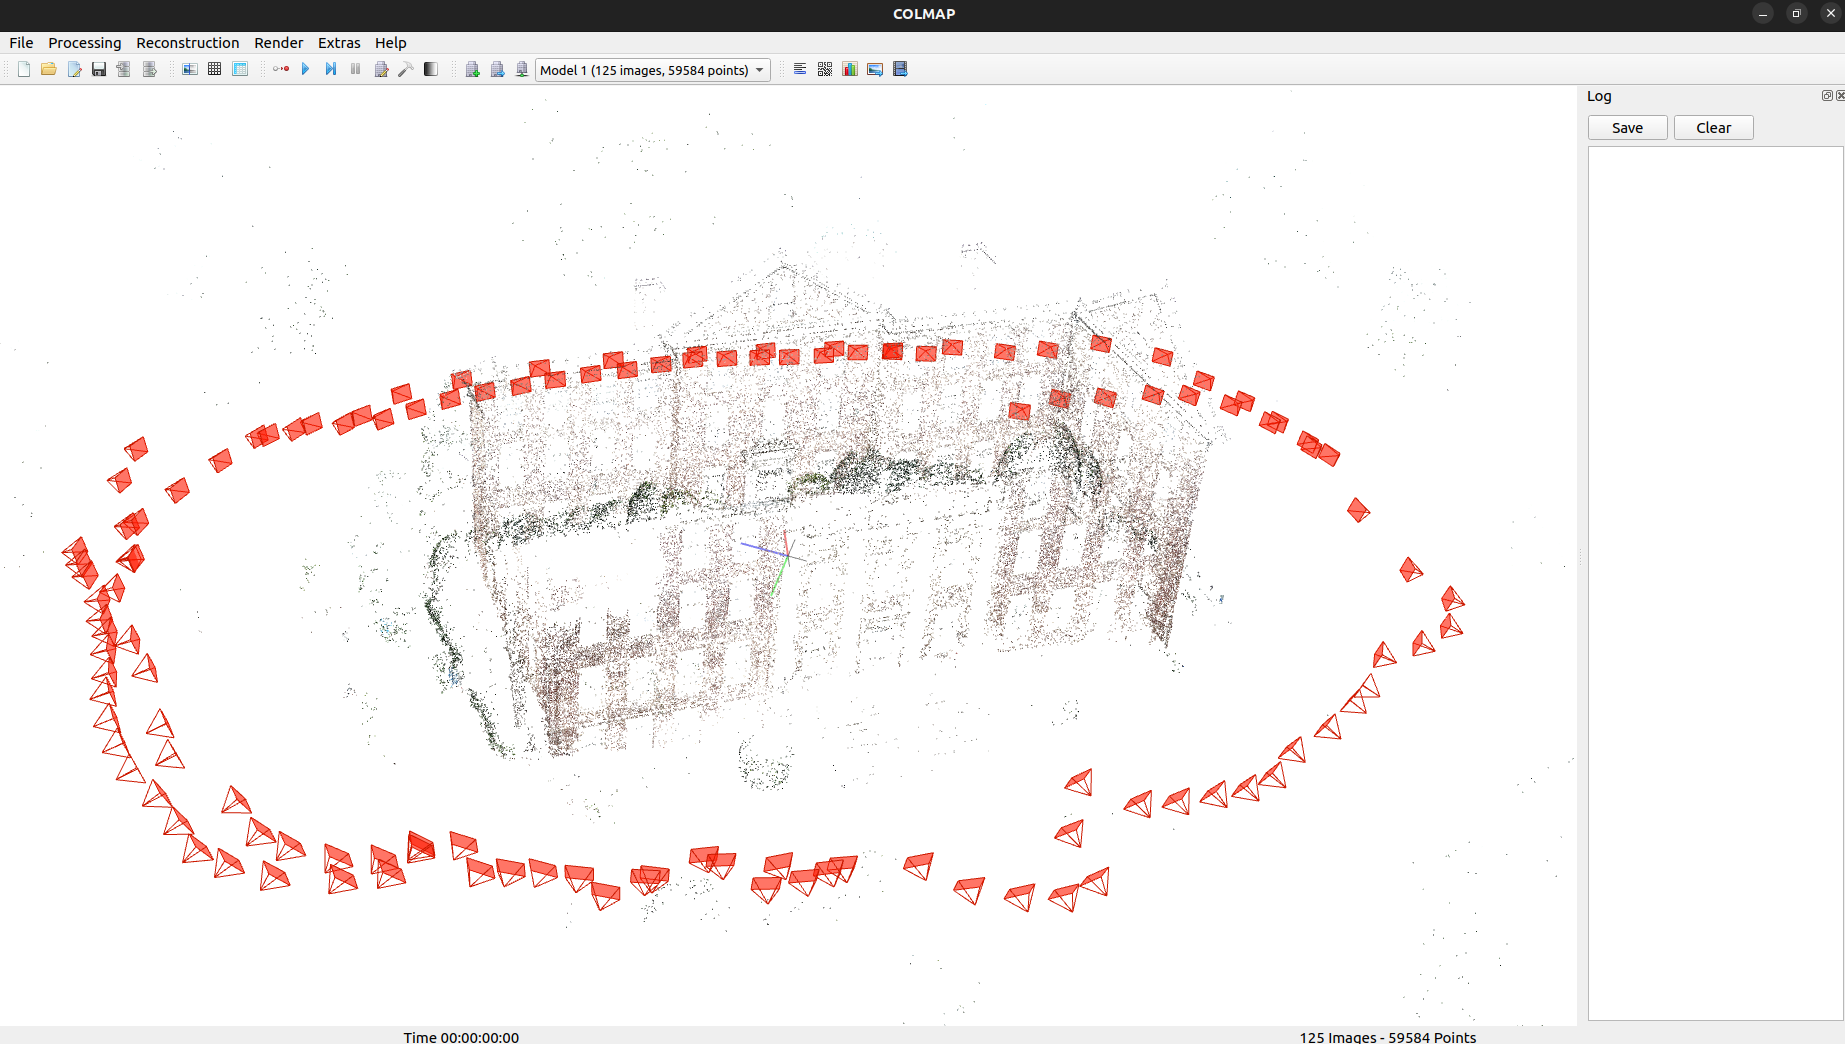 COLMAP
File Processing Reconstruction Render Extras Help
Model 1 (125 images, 59584 points)
Log
Save Clear
Time 00:00:00:00
125 Images - 59584 Points